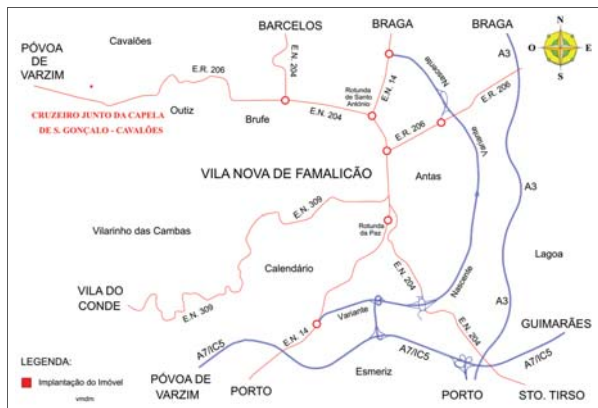 BARCELOS
BRAGA
BRAGA
N
E
S
O
PÓVOA
DE
VARZIM
Cavalões
E.R. 206
E.N. 204
E.N. 14
Nascente
A3
E.R. 206
CRUZEIRO JUNTO DA CAPELA
DE S. GONÇALO - CAVALÕES
Outiz
Brufe
E.N. 204
Rotunda
de Santo
António
E.R. 206
Variante
VILA NOVA DE FAMALICÃO
Antas
A3
E.N. 309
Vilarinho das Cambas
Rotunda
da Paz
Calendário
E.N. 204
Nascente
Lagoa
VILA DO
CONDE
E.N. 309
A3
Variante
E.N. 204
GUIMARÃES
LEGENDA:
Implantação do Imóvel
vmdm
A7/IC5
E.N. 14
Esmeriz
A7/IC5
A7/IC5
PÓVOA DE
VARZIM
PORTO
PORTO
STO. TIRSO